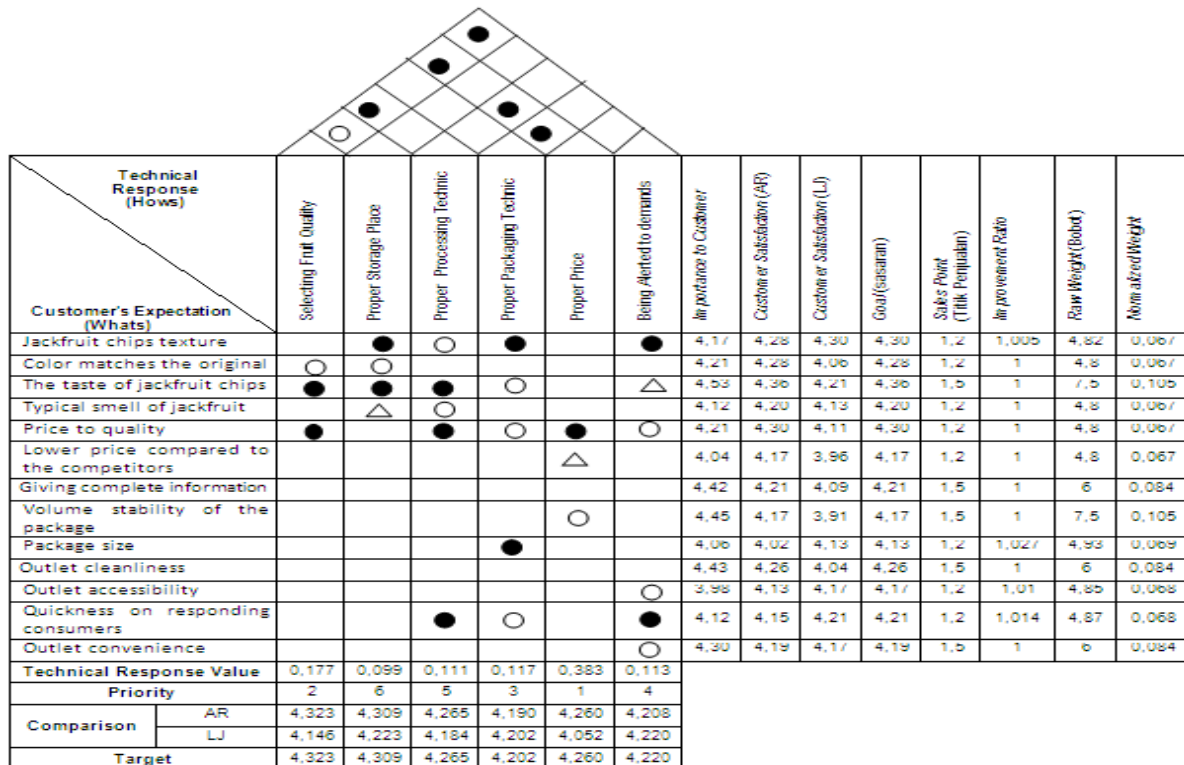 Technical
Response
(Hows)
Customer's Expectation
(Whats)
Selecting Fruit Quality
Proper Storage Place
Proper Processing Technic
Proper Packaging Technic
Proper Price
Being Alerted to demands
Importance to Customer
Customer Satisfaction (AR)
Customer Satisfaction (LJ)
Goal (sasaran)
Sales Point
(Titik Penjualan)
Improvement Ratio
Raw Weight (Bobot)
Normalized Weight
Jackfruit chips texture 4,17 4,28 4,30 4,30 1,2 1,005 4,82 0,067
Color matches the original 4,21 4,28 4,06 4,28 1,2 1 4,8 0,067
The taste of jackfruit chips 4,53 4,36 4,21 4,36 1,5 1 7,5 0,105
Typical smell of jackfruit 4,12 4,20 4,13 4,20 1,2 1 4,8 0,067
Price to quality 4,21 4,30 4,11 4,30 1,2 1 4,8 0,067
Lower price compared to
the competitors 4,04 4,17 3,96 4,17 1,2 1 4,8 0,067
Giving complete information 4,42 4,21 4,09 4,21 1,5 1 6 0,084
Volume stability of the
package 4,45 4,17 3,91 4,17 1,5 1 7,5 0,105
Package size 4,06 4,02 4,13 4,13 1,2 1,027 4,93 0,069
Outlet cleanliness 4,43 4,26 4,04 4,26 1,5 1 6 0,084
Outlet accessibility 3,98 4,13 4,17 4,17 1,2 1,01 4,85 0,068
Quickness on responding
consumers 4,12 4,15 4,21 4,21 1,2 1,014 4,87 0,068
Outlet convenience 4,30 4,19 4,17 4,19 1,5 1 6 0,084
Technical Response Value 0,177 0,099 0,111 0,117 0,383 0,113
Priority 2 6 5 3 1 4
Comparison
AR 4,323 4,309 4,265 4,190 4,260 4,208
LJ 4,146 4,223 4,184 4,202 4,052 4,220
Target 4,323 4,309 4,265 4,202 4,260 4,220